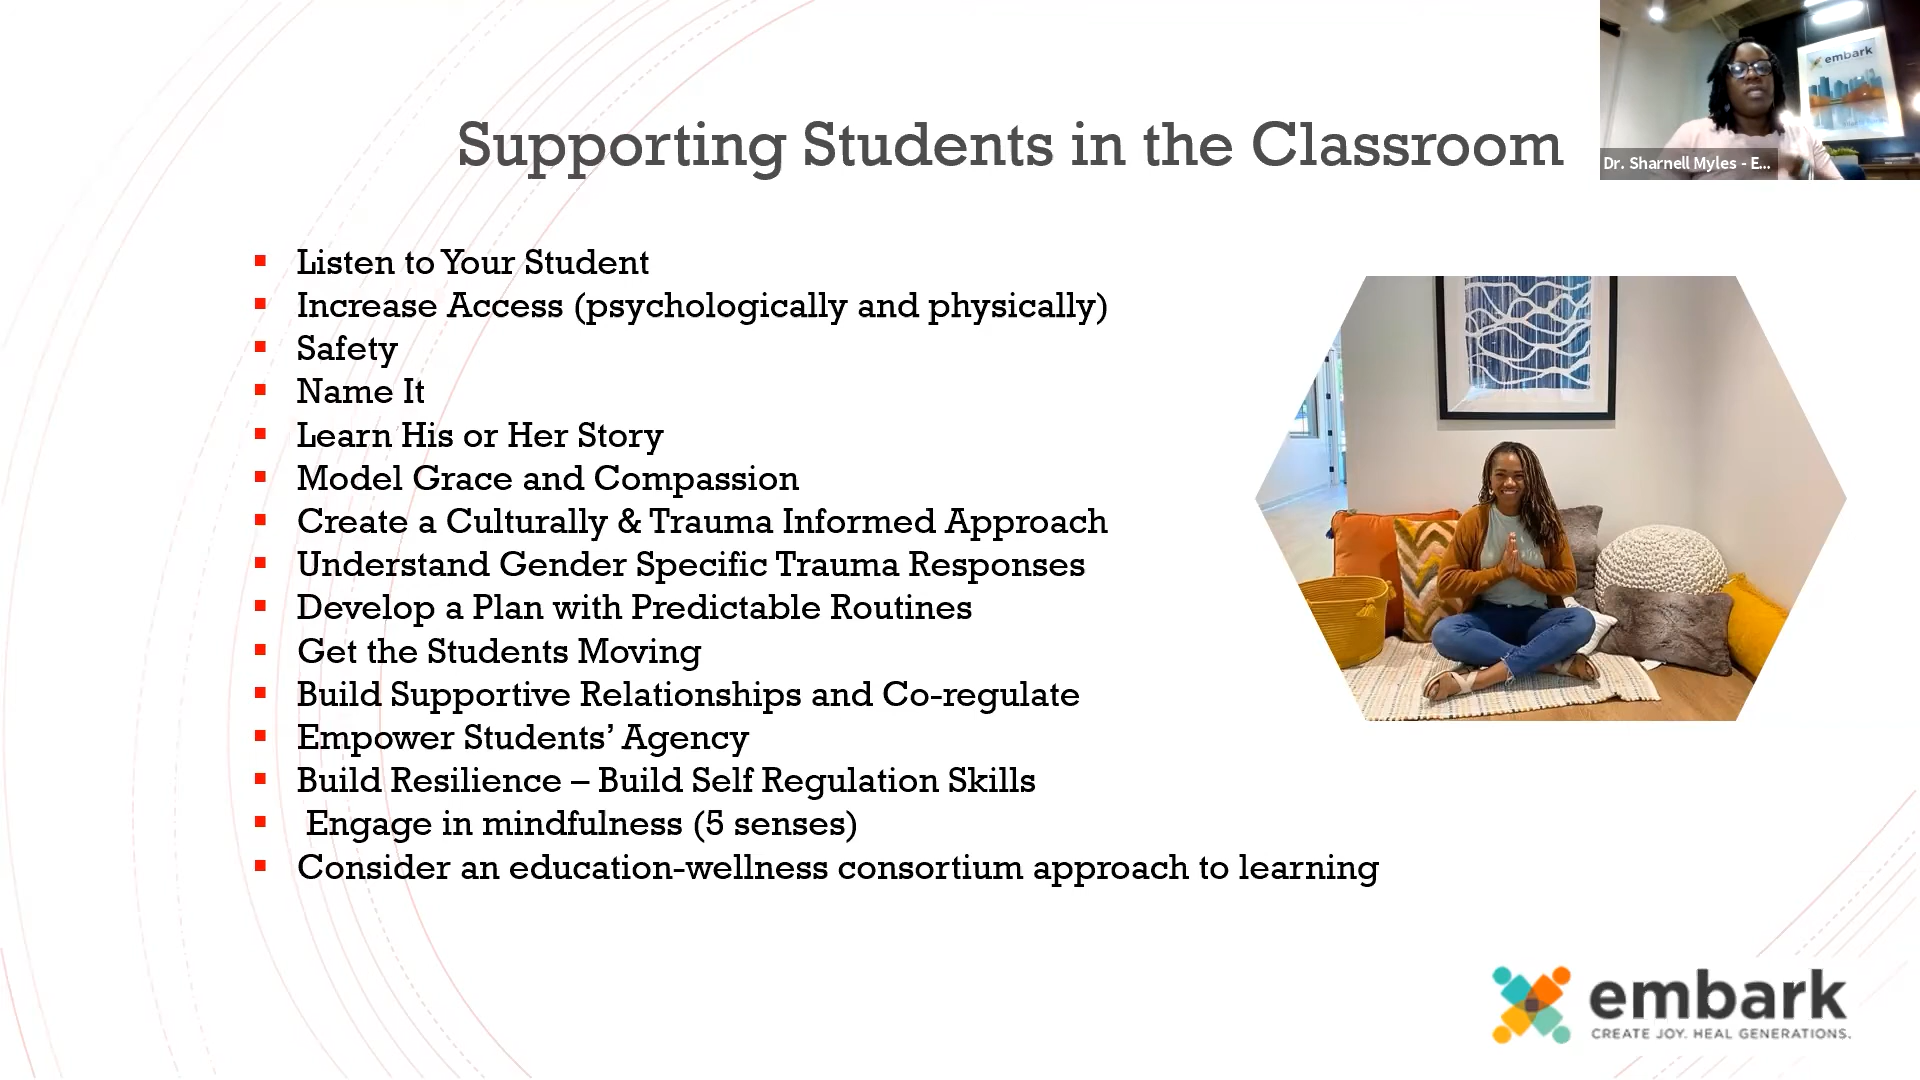 Supporting Students in the Classroom
embark
Dr. Sharnell Myles - E...
▪ Listen to Your Student
▪ Increase Access (psychologically and physically)
▪ Safety
▪ Name It
▪ Learn His or Her Story
▪ Model Grace and Compassion
▪ Create a Culturally & Trauma Informed Approach
▪ Understand Gender Specific Trauma Responses
▪ Develop a Plan with Predictable Routines
▪ Get the Students Moving
▪ Build Supportive Relationships and Co-regulate
▪ Empower Students’ Agency
▪ Build Resilience – Build Self Regulation Skills
▪ Engage in mindfulness (5 senses)
▪ Consider an education-wellness consortium approach to learning
embark
CREATE JOY. HEAL GENERATIONS.